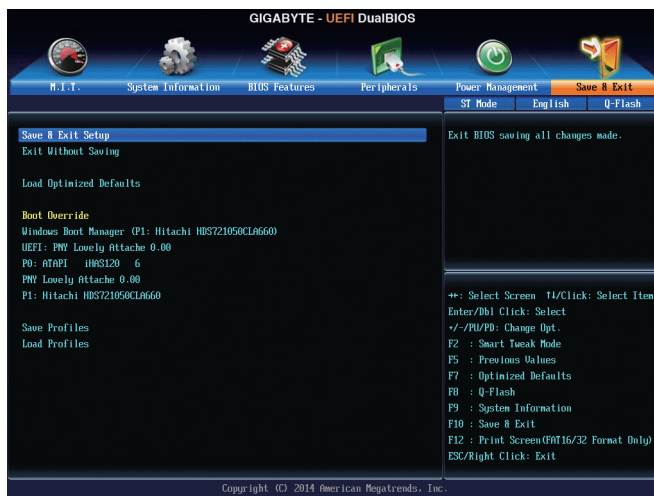 GIGABYTE - UEFI DualBIOS
M.I.T.
System Information
BIOS Features
Peripherals
Power Management
Save & Exit
ST Mode
English
Q-Flash
Save & Exit Setup
Exit Without Saving
Load Optimized Defaults
Boot Override
Windows Boot Manager (P1: Hitachi HDS721050CLA660)
UEFI: PNY Lovely Attache 0.00
P0: ATAPI iHAS120 6
PNY Lovely Attache 0.00
P1: Hitachi HDS721050CLA660
Save Profiles
Load Profiles
Exit BIOS saving all changes made.
→←: Select Screen ↑↓/Click: Select Item
Enter/Dbl Click: Select
+/-/PU/PD: Change Opt.
F2 : Smart Tweak Mode
F5 : Previous Values
F7 : Optimized Defaults
F8 : Q-Flash
F9 : System Information
F10 : Save & Exit
F12 : Print Screen(FAT16/32 Format Only)
ESC/Right Click: Exit
Copyright (C) 2014 American Megatrends, Inc.